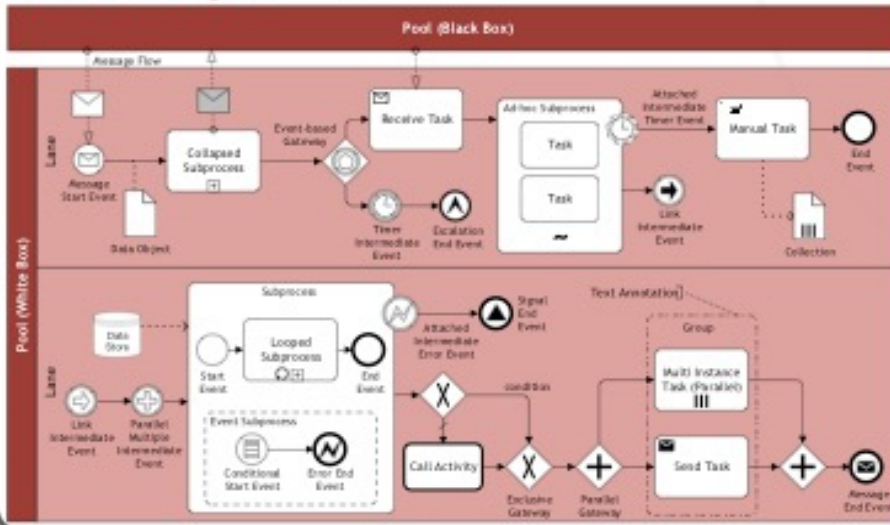 Pool (Black Box)
Message Flow
Pool (White Box)
Lane
Message
Start Event
Data Object
Collapsed
Subprocess
Event-based
Gateway
Receive Task
Timer
Intermediate
Event
Escalation
End Event
Ad-hoc Subprocess
Task
Task
Attached
Intermediate
Timer Event
Link
Intermediate
Event
Manual Task
End
Event
Collection
Lane
Data
Store
Link
Intermediate
Event
Parallel
Multiple
Intermediate
Event
Subprocess
Start
Event
Looped
Subprocess
End
Event
Event Subprocess
Conditional
Start Event
Error End
Event
Attached
Intermediate
Error Event
Signal
End
Event
condition
Call Activity
Exclusive
Gateway
Parallel
Gateway
Text Annotation
Group
Multi Instance
Task (Parallel)
Send Task
Message
End Event